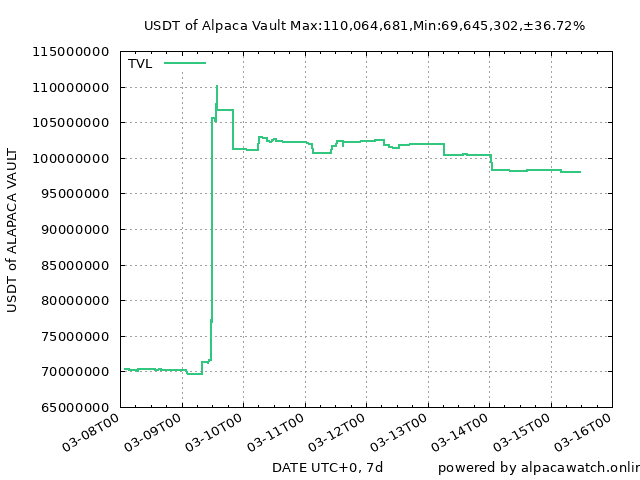 USDT of Alpaca Vault Max:110,064,681,Min:69,645,302,±36.72%
115000000
TVL
110000000
105000000
100000000
95000000
90000000
85000000
80000000
75000000
70000000
65000000
USDT of ALAPACA VAULT
03-08T00
03-09T00
03-10T00
03-11T00
03-12T00
03-13T00
03-14T00
03-15T00
03-16T00
DATE UTC+0, 7d
powered by alpacawatch.onlin